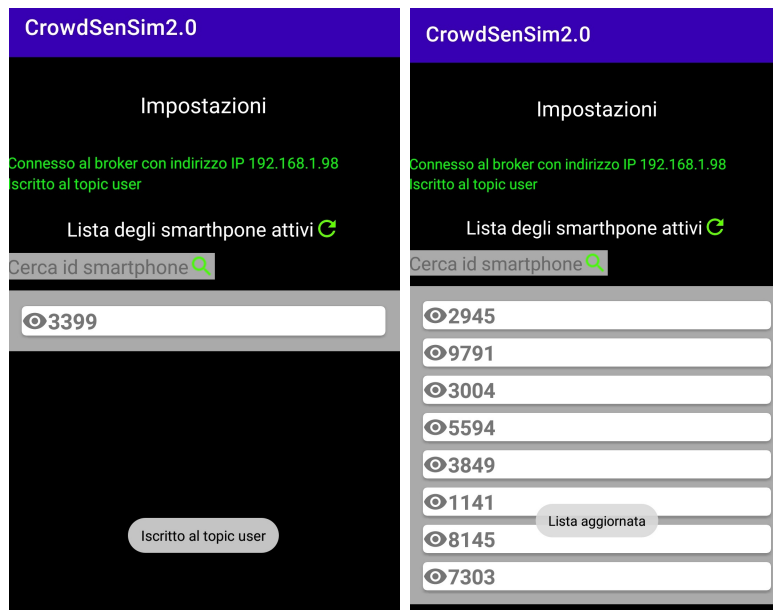 CrowdSenSim2.0
Impostazioni
Connesso al broker con indirizzo IP 192.168.1.98
Iscritto al topic user
Lista degli smarthpone attivi
Cerca id smartphone
3399
Iscritto al topic user
CrowdSenSim2.0
Impostazioni
Connesso al broker con indirizzo IP 192.168.1.98
Iscritto al topic user
Lista degli smarthpone attivi
Cerca id smartphone
2945
9791
3004
5594
3849
1141
Lista aggiornata
8145
7303